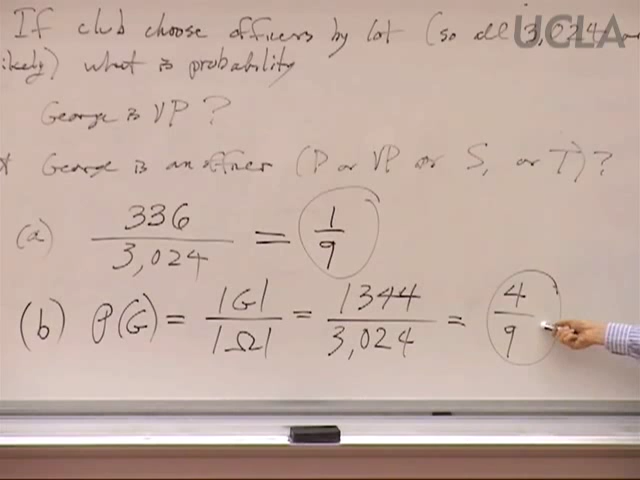 If club choose officers by lot (so all 3,024 are
UCLA
likely) what is probability
George is VP?
George is an officer (P or VP or S, or T)?
(a) 336 / 3,024 = 1/9
(b) P(G) = |G| / |Ω| = 1344 / 3,024 = 4/9